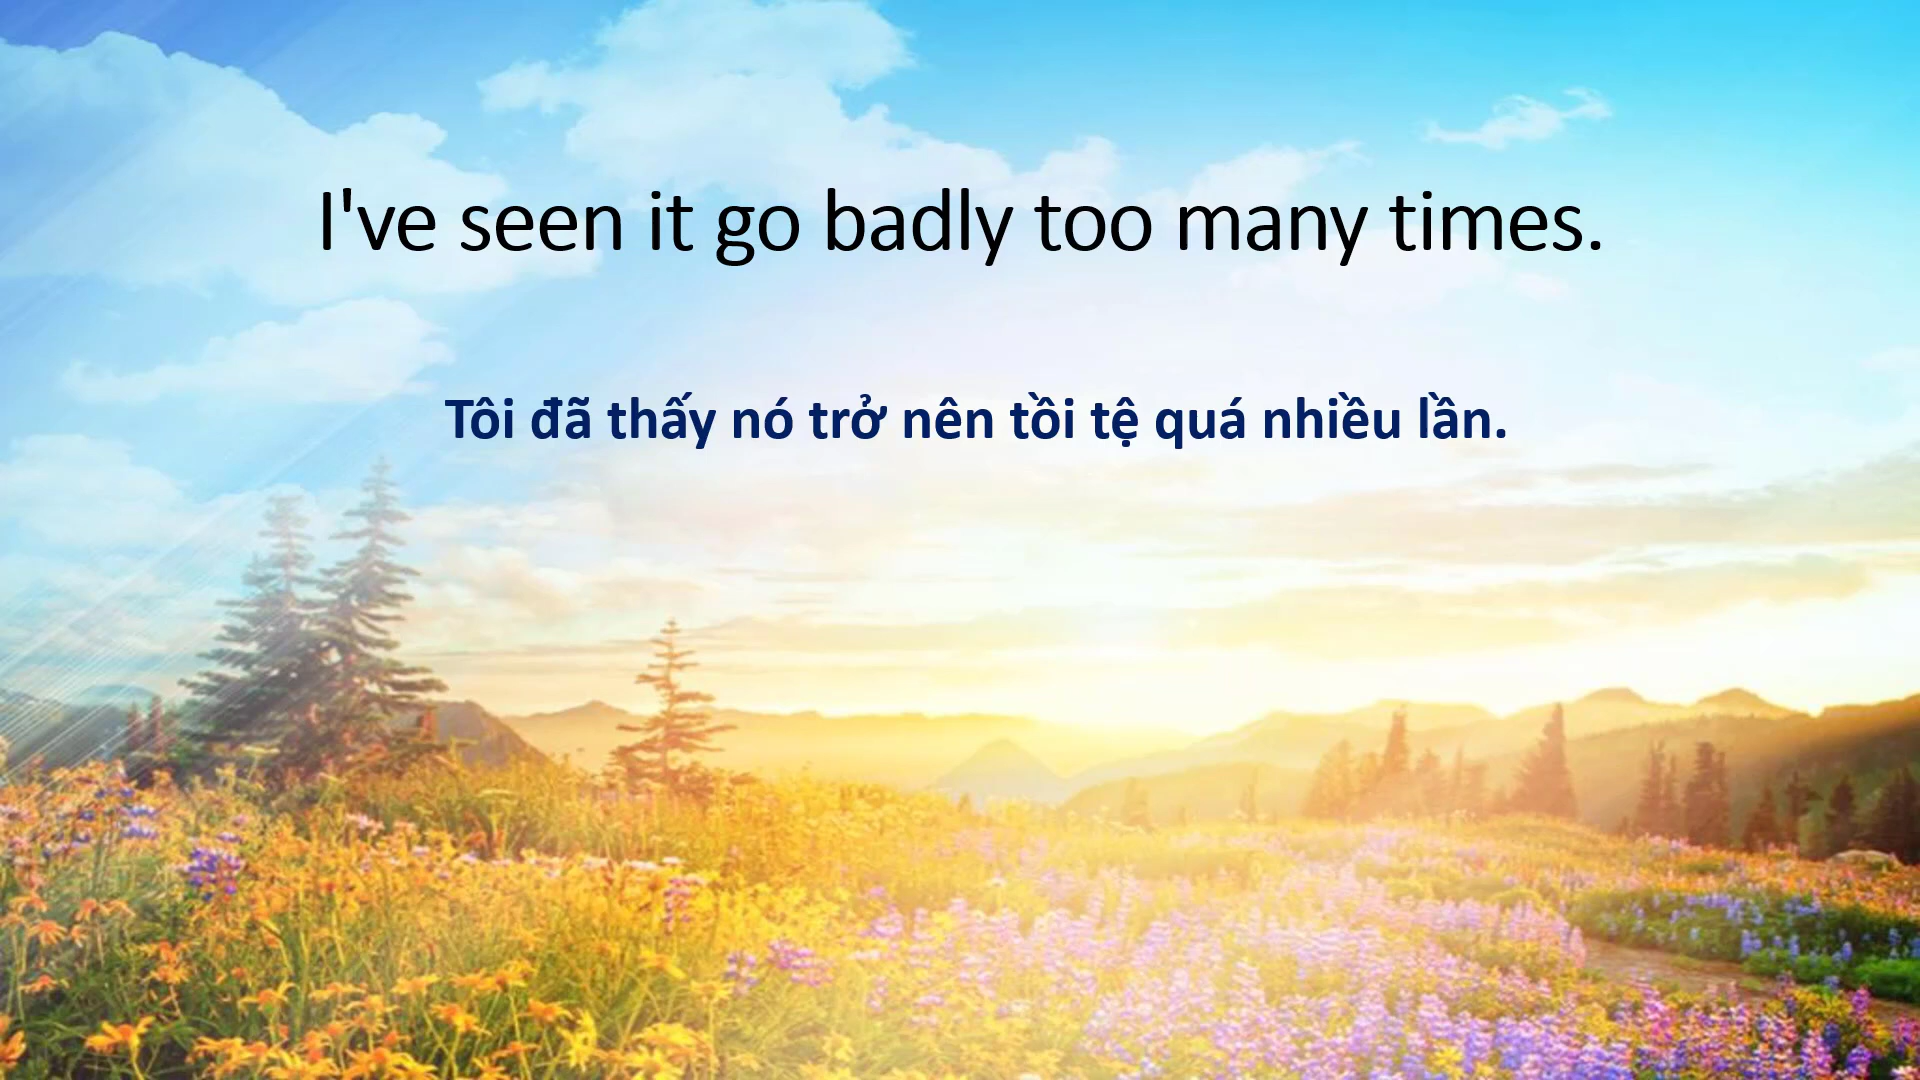 I've seen it go badly too many times.
Tôi đã thấy nó trở nên tồi tệ quá nhiều lần.